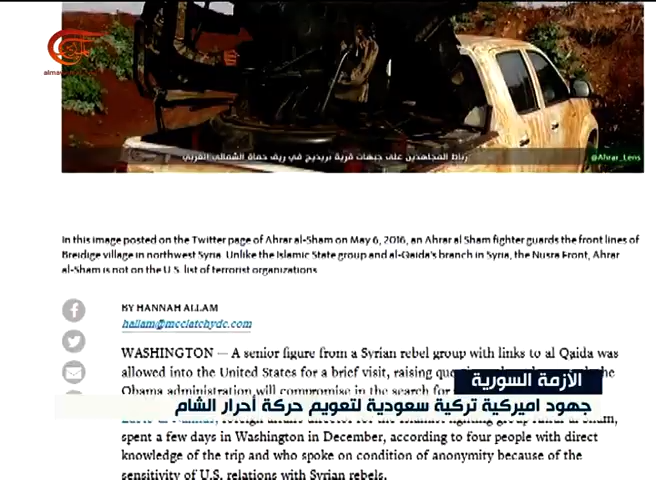 almay
رباط المجاهدين على جبهات قرية بريديج في ريف حماة الشمالي الغربي
@Ahrar_Lens
In this image posted on the Twitter page of Ahrar al-Sham on May 6, 2016, an Ahrar al Sham fighter guards the front lines of
Breidige village in northwest Syria. Unlike the Islamic State group and al-Qaida's branch in Syria, the Nusra Front, Ahrar
al-Sham is not on the U.S. list of terrorist organizations
BY HANNAH ALLAM
hallam@mcclatchydc.com
WASHINGTON — A senior figure from a Syrian rebel group with links to al Qaida was
allowed into the United States for a brief visit, raising
Obama administration will compromise in the search for
الأزمة السورية
جهود اميركية تركية سعودية لتعويم حركة أحرار الشام
spent a few days in Washington in December, according to four people with direct
knowledge of the trip and who spoke on condition of anonymity because of the
sensitivity of U.S. relations with Syrian rebels.